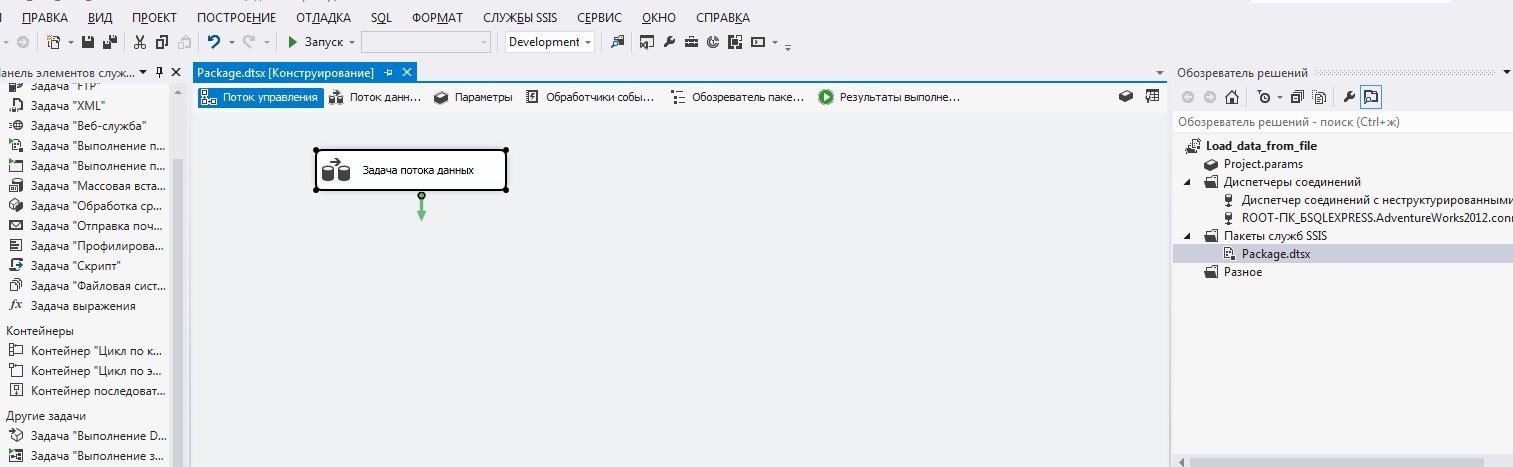 ПРАВКА ВИД ПРОЕКТ ПОСТРОЕНИЕ ОТЛАДКА SQL ФОРМАТ СЛУЖБЫ SSIS СЕРВИС ОКНО СПРАВКА
Запуск Development
анель элементов служ...
Задача "FTP"
Задача "XML"
Задача "Веб-служба"
Задача "Выполнение п...
Задача "Выполнение п...
Задача "Массовая вста...
Задача "Обработка ср...
Задача "Отправка поч...
Задача "Профилирова...
Задача "Скрипт"
Задача "Файловая сист...
fx Задача выражения
Контейнеры
Контейнер "Цикл по к...
Контейнер "Цикл по э...
Контейнер последоват...
Другие задачи
Задача "Выполнение D...
Задача "Выполнение з...
Package.dtsx [Конструирование]
Поток управления Поток данн... Параметры Обработчики собы... Обозреватель паке... Результаты выполне...
Задача потока данных
Обозреватель решений
Обозреватель решений - поиск (Ctrl+ж)
Load_data_from_file
Project.params
Диспетчеры соединений
Диспетчер соединений с неструктурированными
ROOT-ПК_БSQLEXPRESS.AdventureWorks2012.conn
Пакеты служб SSIS
Package.dtsx
Разное